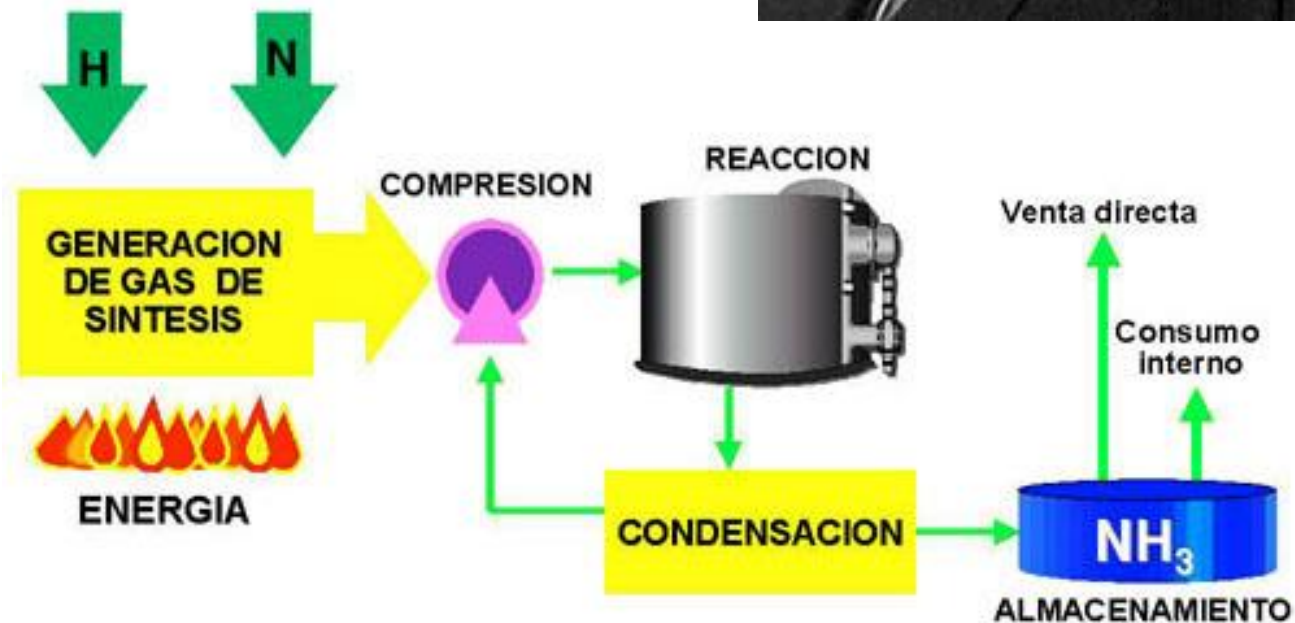 H
N
GENERACION
DE GAS DE
SINTESIS
ENERGIA
COMPRESION
REACCION
CONDENSACION
Venta directa
Consumo
interno
NH₃
ALMACENAMIENTO